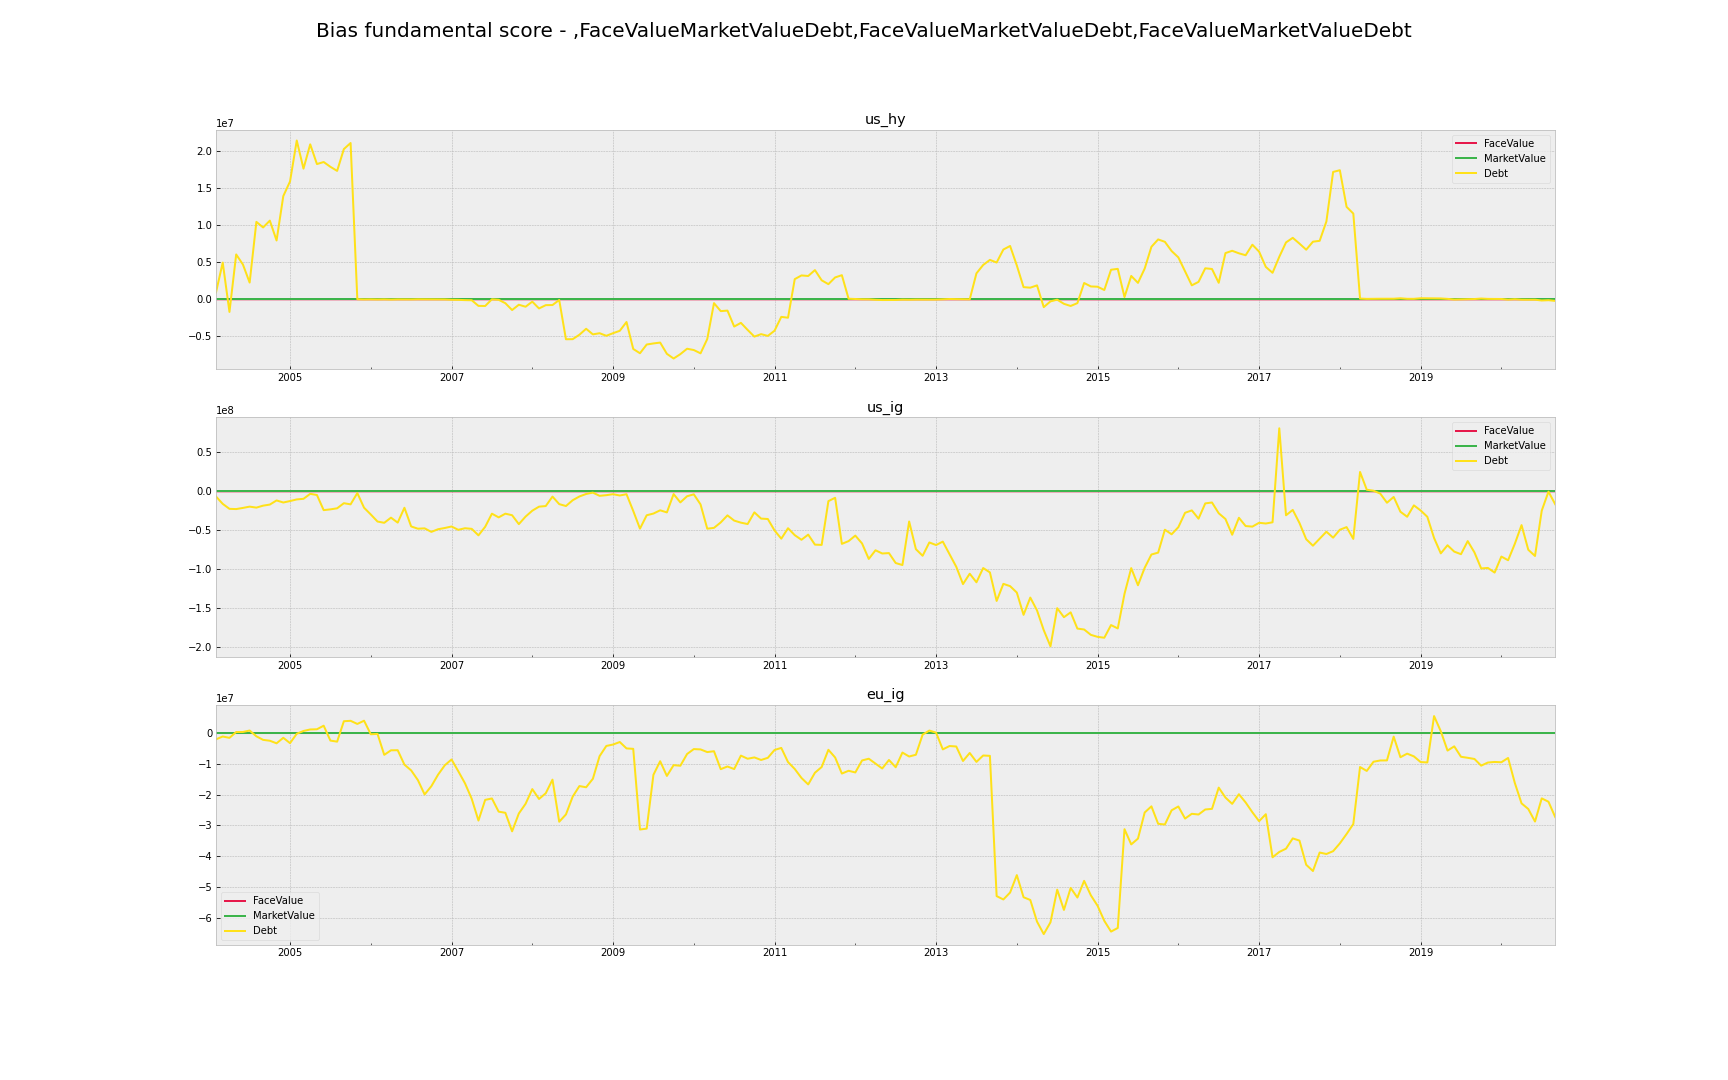 Bias fundamental score - ,FaceValueMarketValueDebt,FaceValueMarketValueDebt,FaceValueMarketValueDebt
us_hy
1e7
2.0
1.5
1.0
0.5
0.0
−0.5
FaceValue
MarketValue
Debt
2005 2007 2009 2011 2013 2015 2017 2019
us_ig
1e8
0.5
0.0
−0.5
−1.0
−1.5
−2.0
FaceValue
MarketValue
Debt
2005 2007 2009 2011 2013 2015 2017 2019
eu_ig
1e7
0
−1
−2
−3
−4
−5
−6
FaceValue
MarketValue
Debt
2005 2007 2009 2011 2013 2015 2017 2019